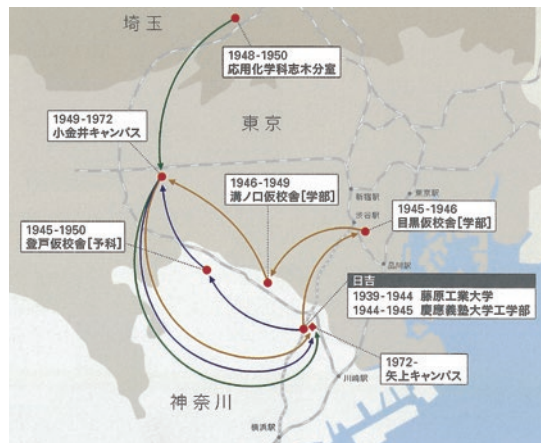 埼玉
1948-1950
応用化学科志木分室
1949-1972
小金井キャンパス
東京
1946-1949
溝ノ口仮校舎[学部]
新宿駅
渋谷駅
東京駅
1945-1946
目黒仮校舎[学部]
1945-1950
登戸仮校舎[予科]
品川駅
日吉
1939-1944 藤原工業大学
1944-1945 慶應義塾大学工学部
1972-
矢上キャンパス
川崎駅
神奈川
横浜駅